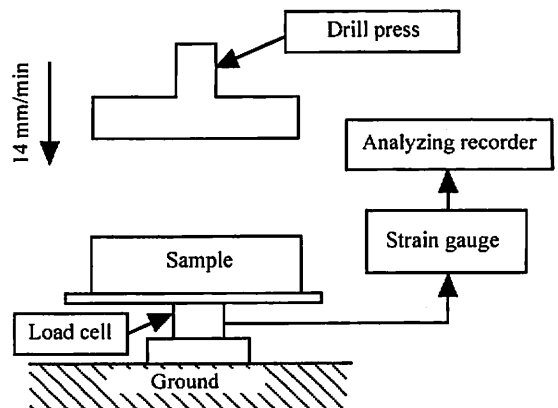 Drill press
14 mm/min
Analyzing recorder
Strain gauge
Sample
Load cell
Ground